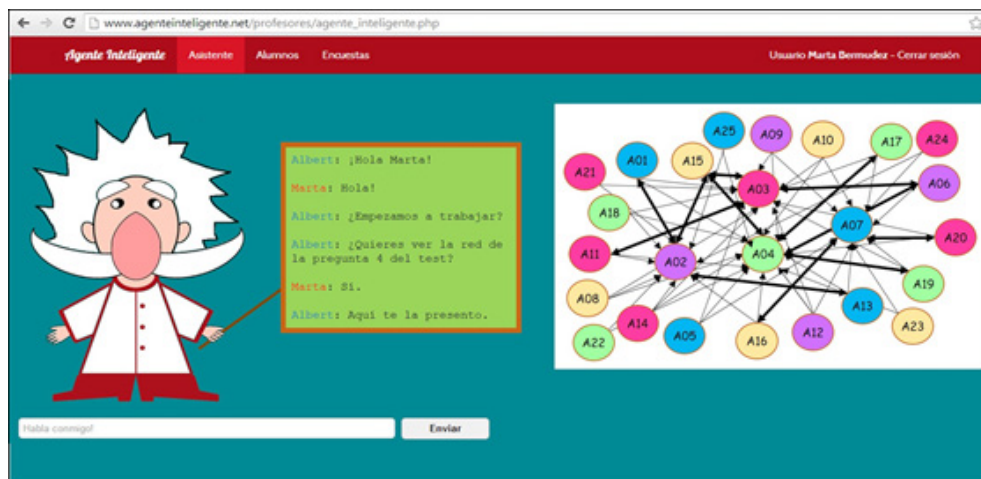 www.agenteinteligente.net/profesores/agente_inteligente.php
Agente Inteligente Asistente Alumnos Encuestas Usuario Marta Bermudez - Cerrar sesión
Albert: ¡Hola Marta!
Marta: Hola!
Albert: ¿Empezamos a trabajar?
Albert: ¿Quieres ver la red de
la pregunta 4 del test?
Marta: Si.
Albert: Aquí te la presento.
A25
A09
A10
A17
A24
A01
A15
A21
A03
A06
A18
A07
A20
A11
A02
A04
A19
A08
A13
A14
A05
A16
A12
A23
A22
Habla conmigo! Enviar